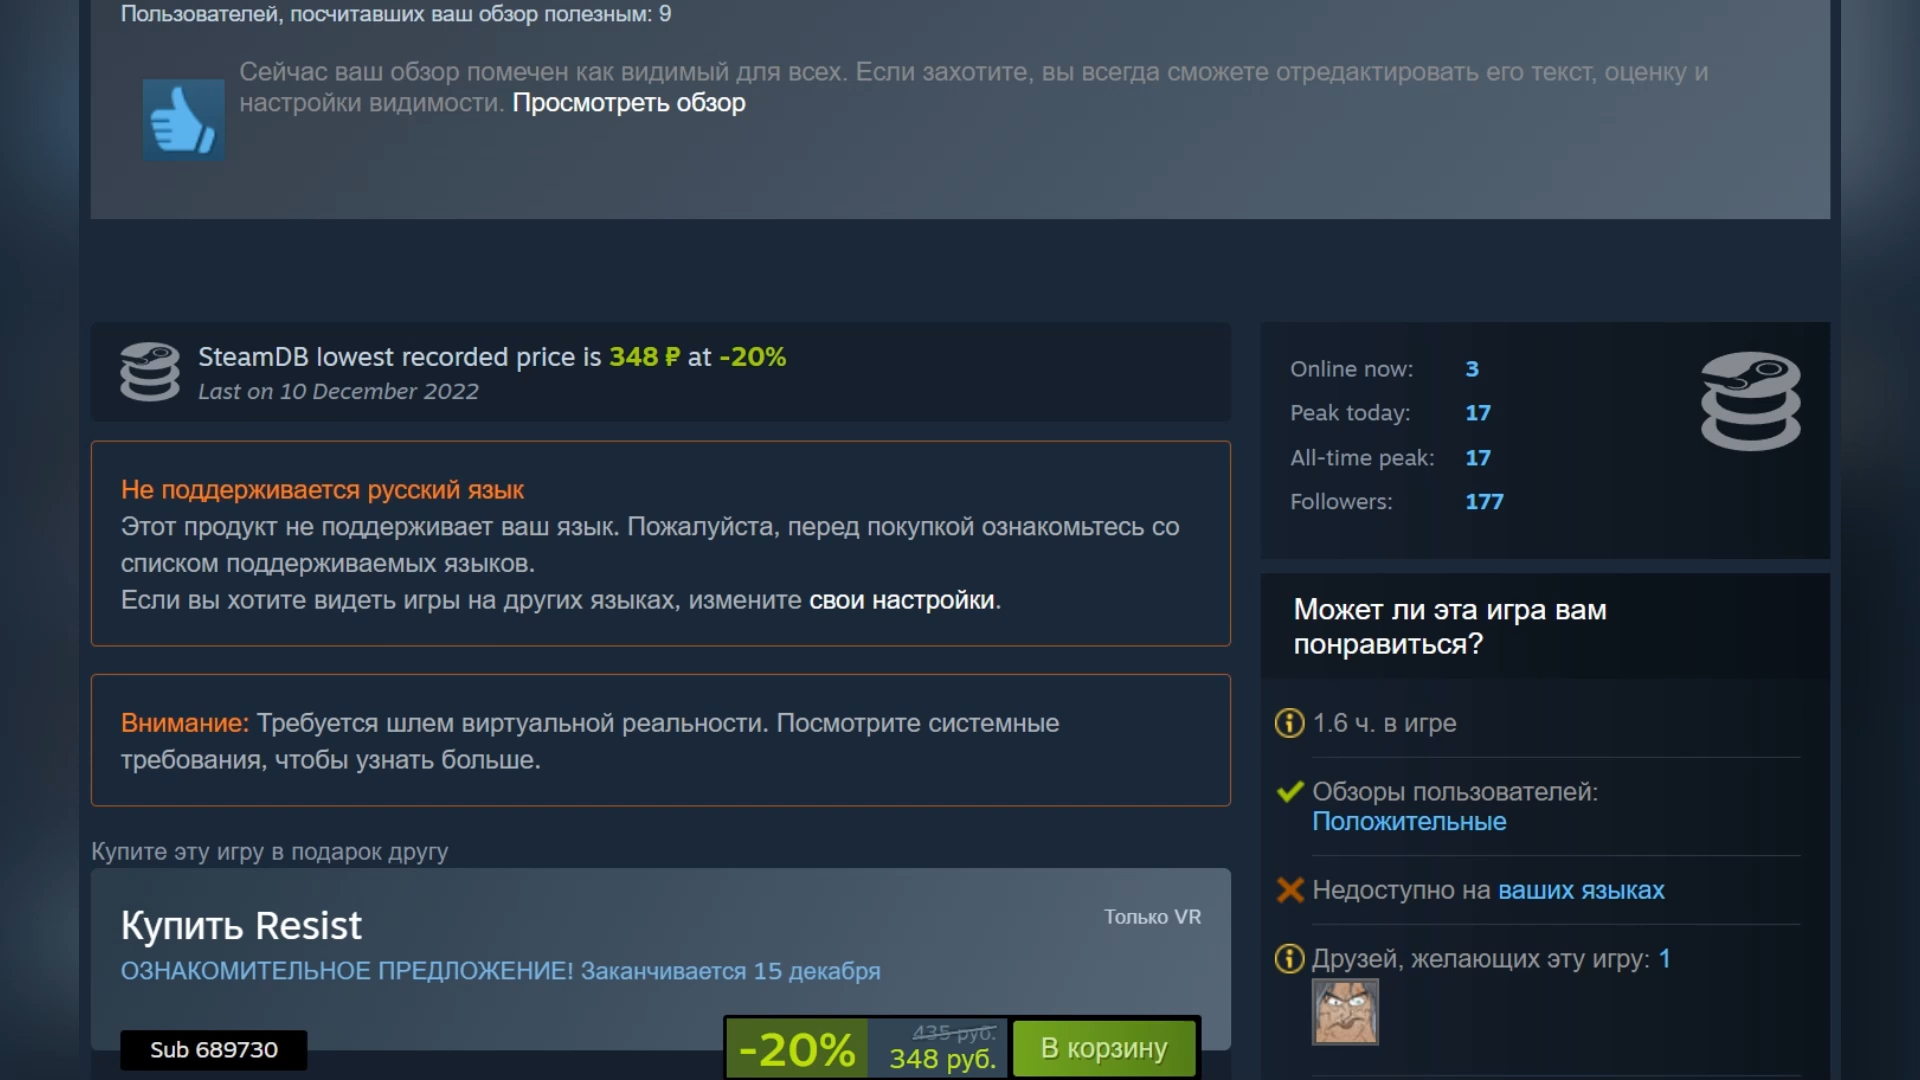 Пользователей, посчитавших ваш обзор полезным: 9
Сейчас ваш обзор помечен как видимый для всех. Если захотите, вы всегда сможете отредактировать его текст, оценку и
настройки видимости. Просмотреть обзор
SteamDB lowest recorded price is 348 ₽ at -20%
Last on 10 December 2022
Не поддерживается русский язык
Этот продукт не поддерживает ваш язык. Пожалуйста, перед покупкой ознакомьтесь со
списком поддерживаемых языков.
Если вы хотите видеть игры на других языках, измените свои настройки.
Внимание: Требуется шлем виртуальной реальности. Посмотрите системные
требования, чтобы узнать больше.
Купите эту игру в подарок другу
Купить Resist
Только VR
ОЗНАКОМИТЕЛЬНОЕ ПРЕДЛОЖЕНИЕ! Заканчивается 15 декабря
Sub 689730
-20%
435 руб.
348 руб.
В корзину
Online now: 3
Peak today: 17
All-time peak: 17
Followers: 177
Может ли эта игра вам
понравиться?
1.6 ч. в игре
Обзоры пользователей:
Положительные
Недоступно на ваших языках
Друзей, желающих эту игру: 1